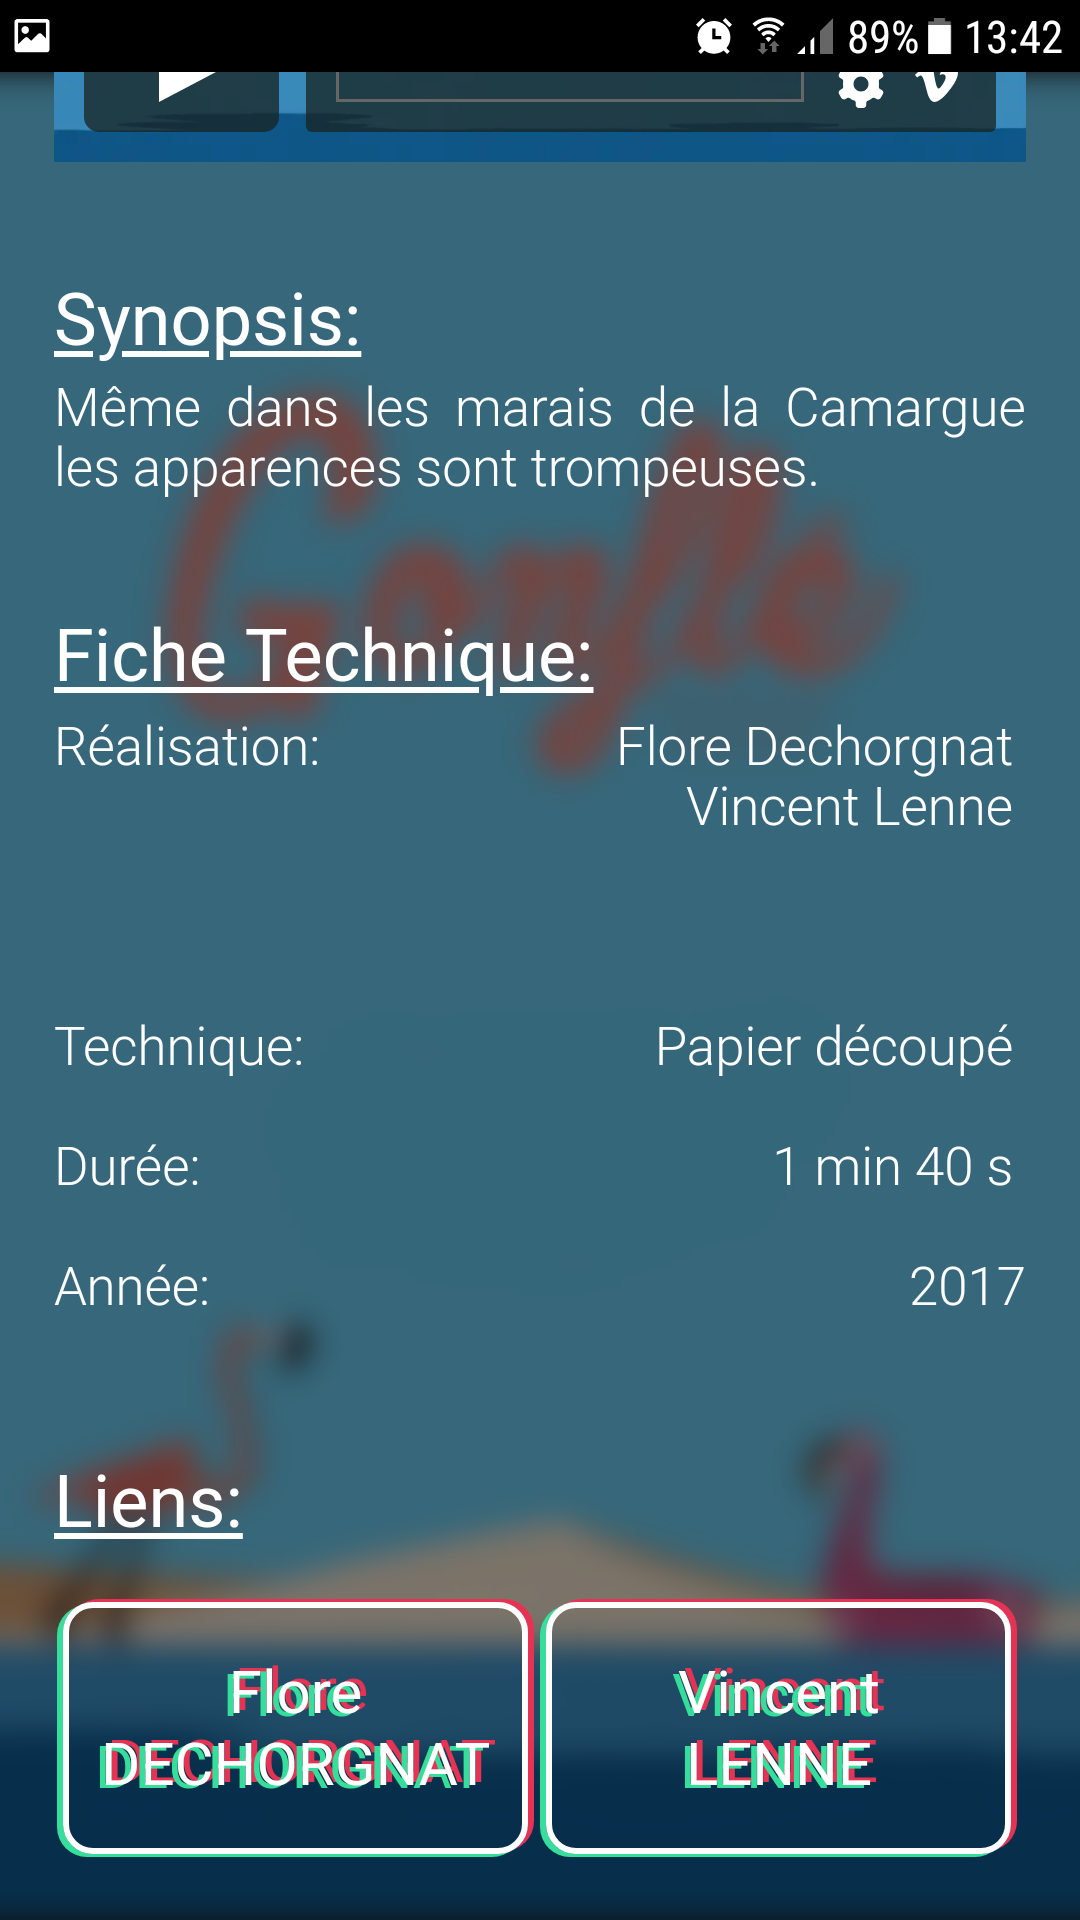 89% 13:42
Synopsis:
Même dans les marais de la Camargue
les apparences sont trompeuses.
Gonflé
Fiche Technique:
Réalisation: Flore Dechorgnat
Vincent Lenne
Technique: Papier découpé
Durée: 1 min 40 s
Année: 2017
Liens:
Flore
DECHORGNAT
Vincent
LENNE